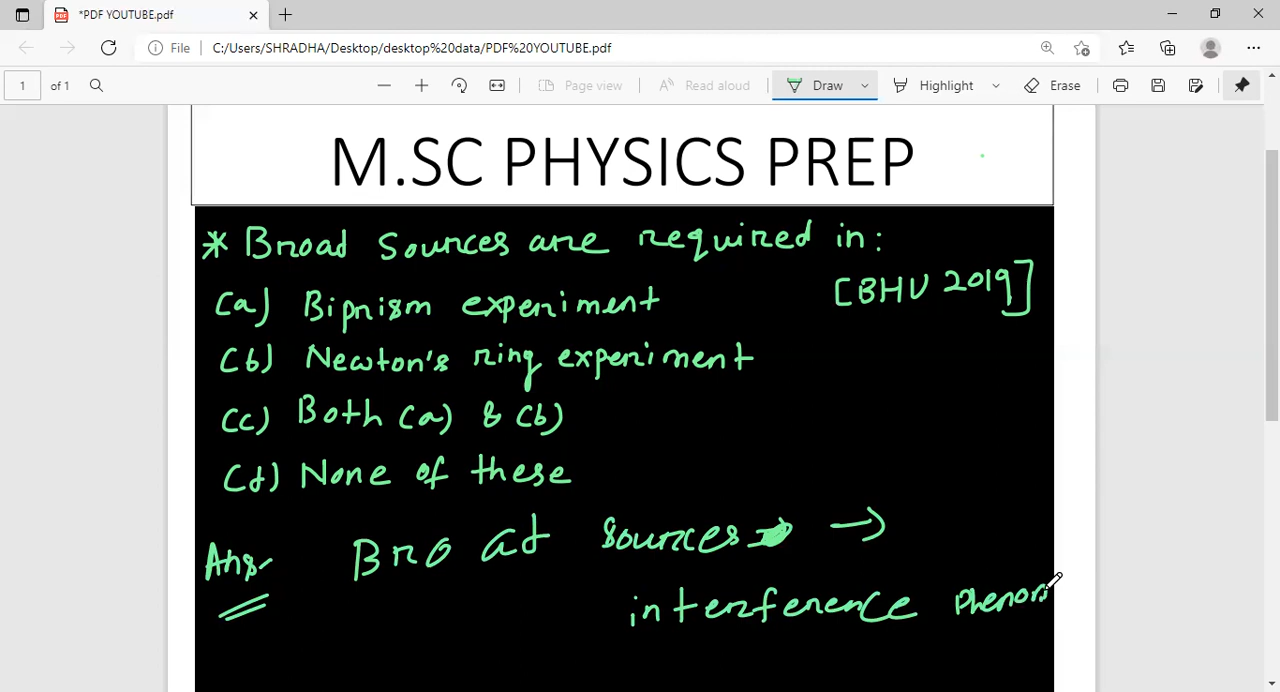 *PDF YOUTUBE.pdf
File C:/Users/SHRADHA/Desktop/desktop%20data/PDF%20YOUTUBE.pdf
1 of 1 Page view Read aloud Draw Highlight Erase
M.SC PHYSICS PREP
* Broad Sources are required in:
[BHU 2019]
(a) Biprism experiment
(b) Newton's ring experiment
(c) Both (a) & (b)
(d) None of these
Ans- Broad sources →
interference